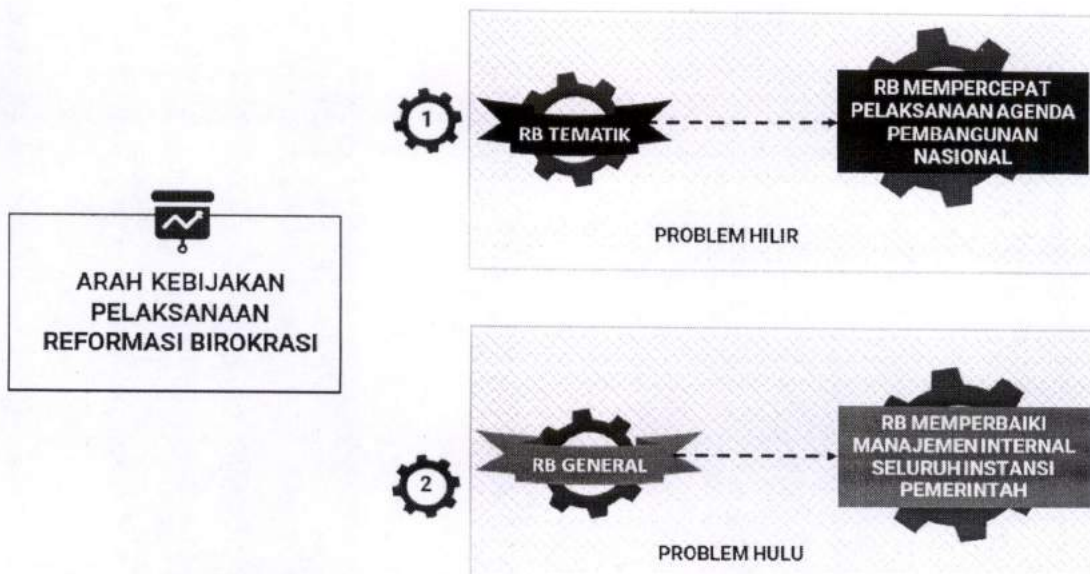 ARAH KEBIJAKAN
PELAKSANAAN
REFORMASI BIROKRASI
1
RB TEMATIK
RB MEMPERCEPAT
PELAKSANAAN AGENDA
PEMBANGUNAN
NASIONAL
PROBLEM HILIR
2
RB GENERAL
RB MEMPERBAIKI
MANAJEMEN INTERNAL
SELURUH INSTANSI
PEMERINTAH
PROBLEM HULU